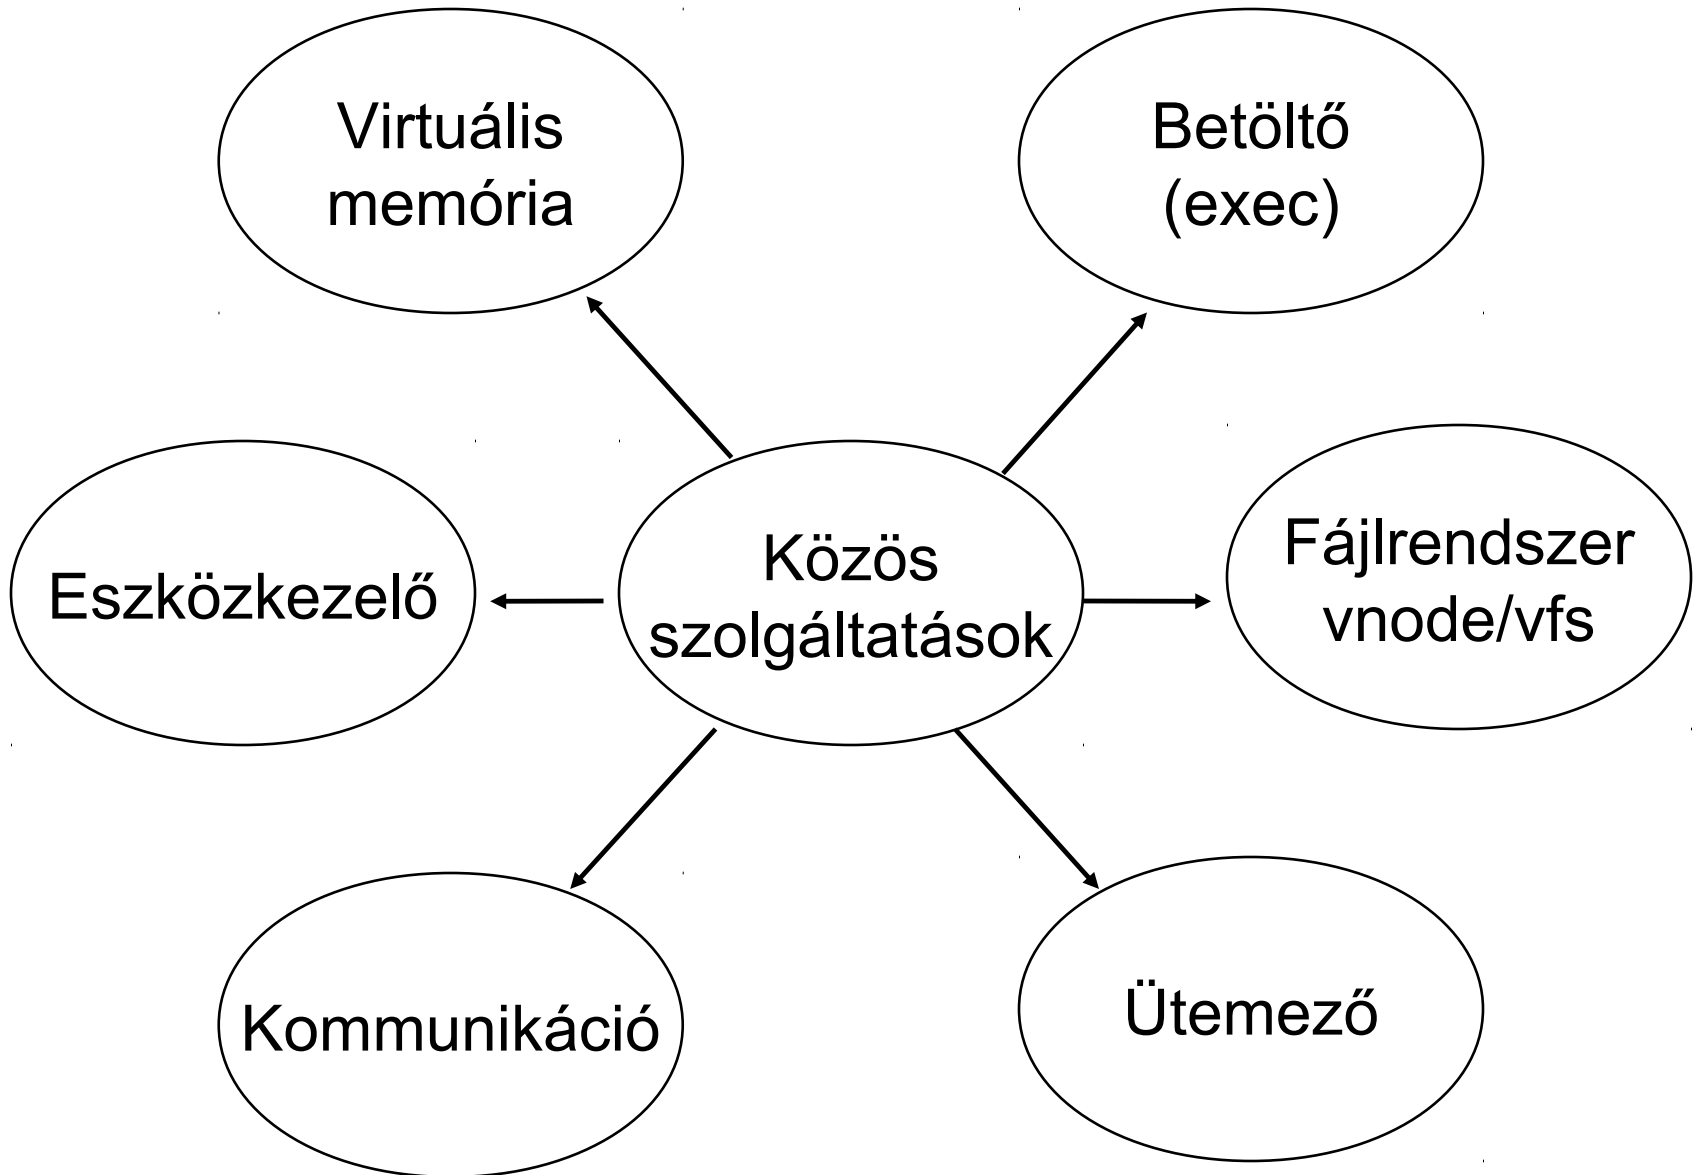 Virtuális
memória
Betöltő
(exec)
Eszközkezelő
Közös
szolgáltatások
Fájlrendszer
vnode/vfs
Kommunikáció
Ütemező